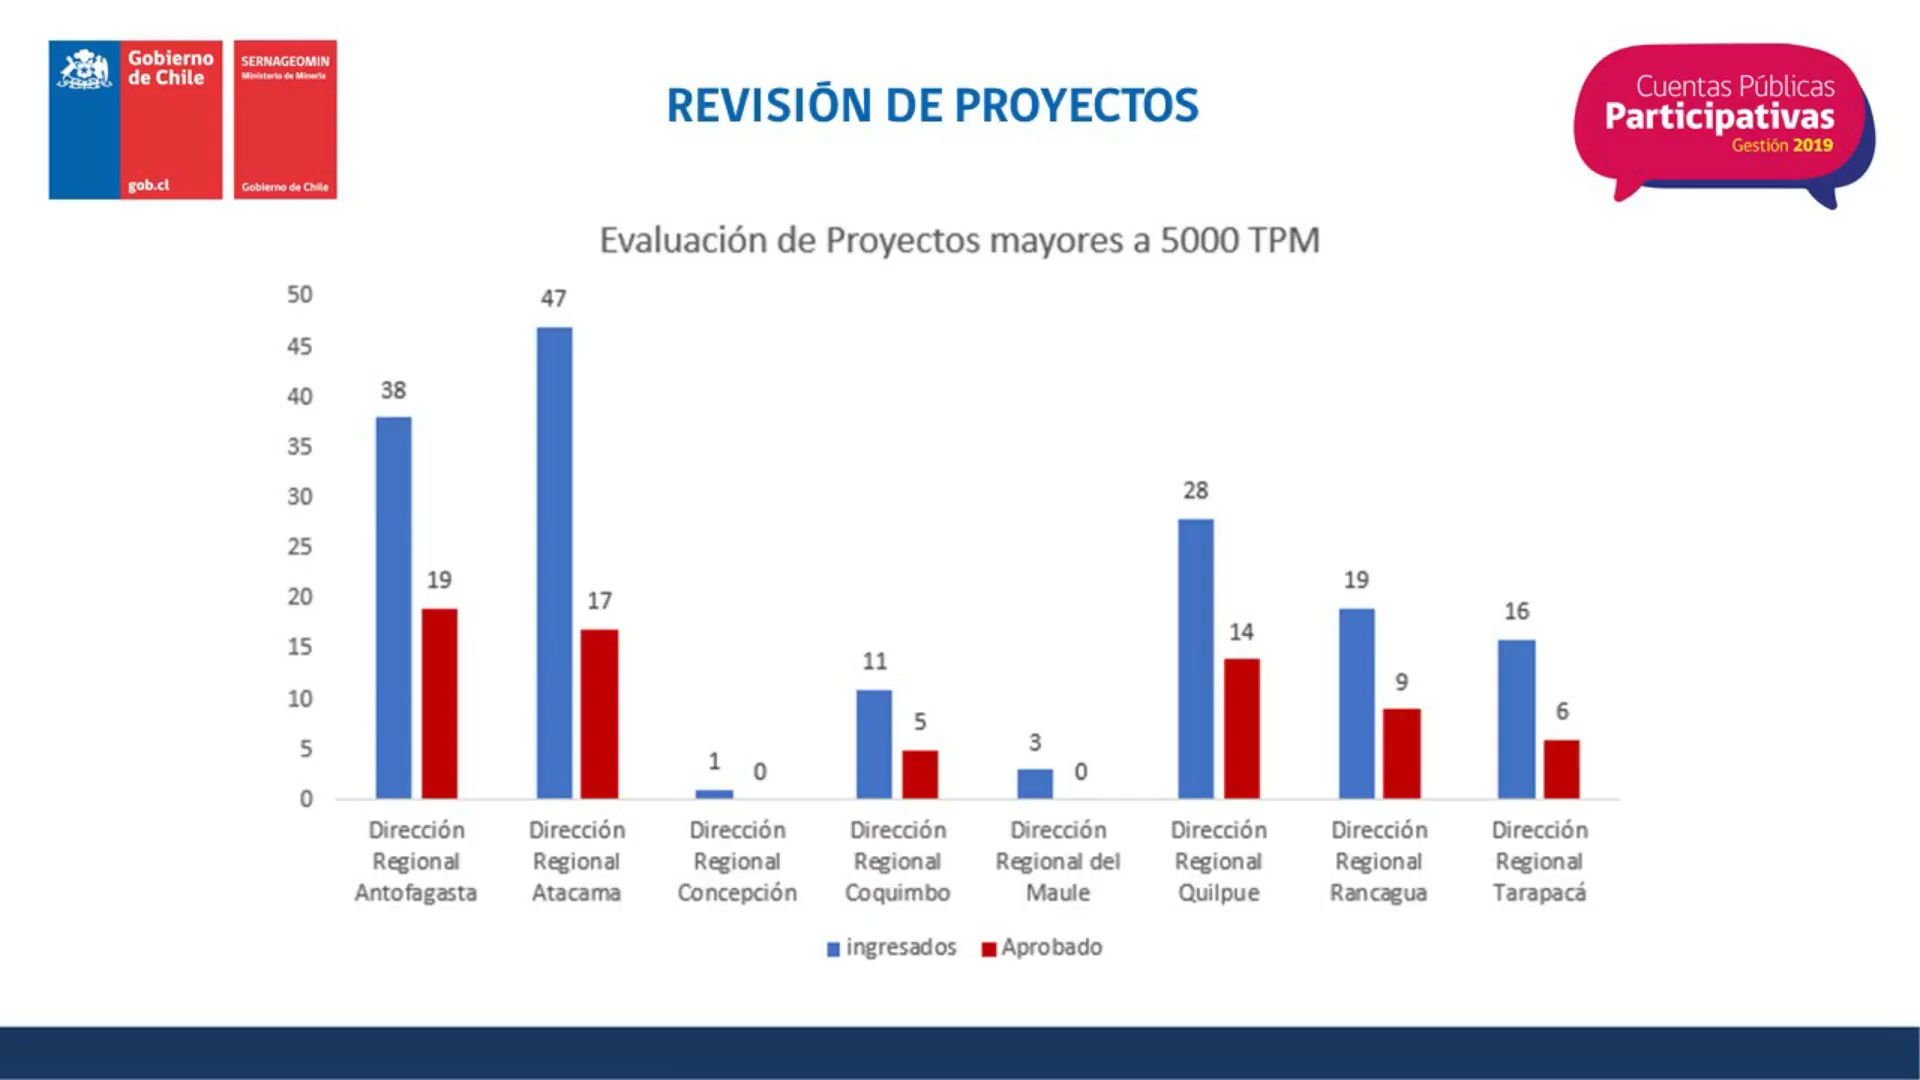 Gobierno
de Chile
gob.cl
SERNAGEOMIN
Ministerio de Minería
Gobierno de Chile
REVISIÓN DE PROYECTOS
Cuentas Públicas
Participativas
Gestión 2019
Evaluación de Proyectos mayores a 5000 TPM
50
45
40
35
30
25
20
15
10
5
0
38
19
47
17
1
0
11
5
3
0
28
14
19
9
16
6
Dirección
Regional
Antofagasta
Dirección
Regional
Atacama
Dirección
Regional
Concepción
Dirección
Regional
Coquimbo
Dirección
Regional del
Maule
Dirección
Regional
Quilpue
Dirección
Regional
Rancagua
Dirección
Regional
Tarapacá
ingresados
Aprobado